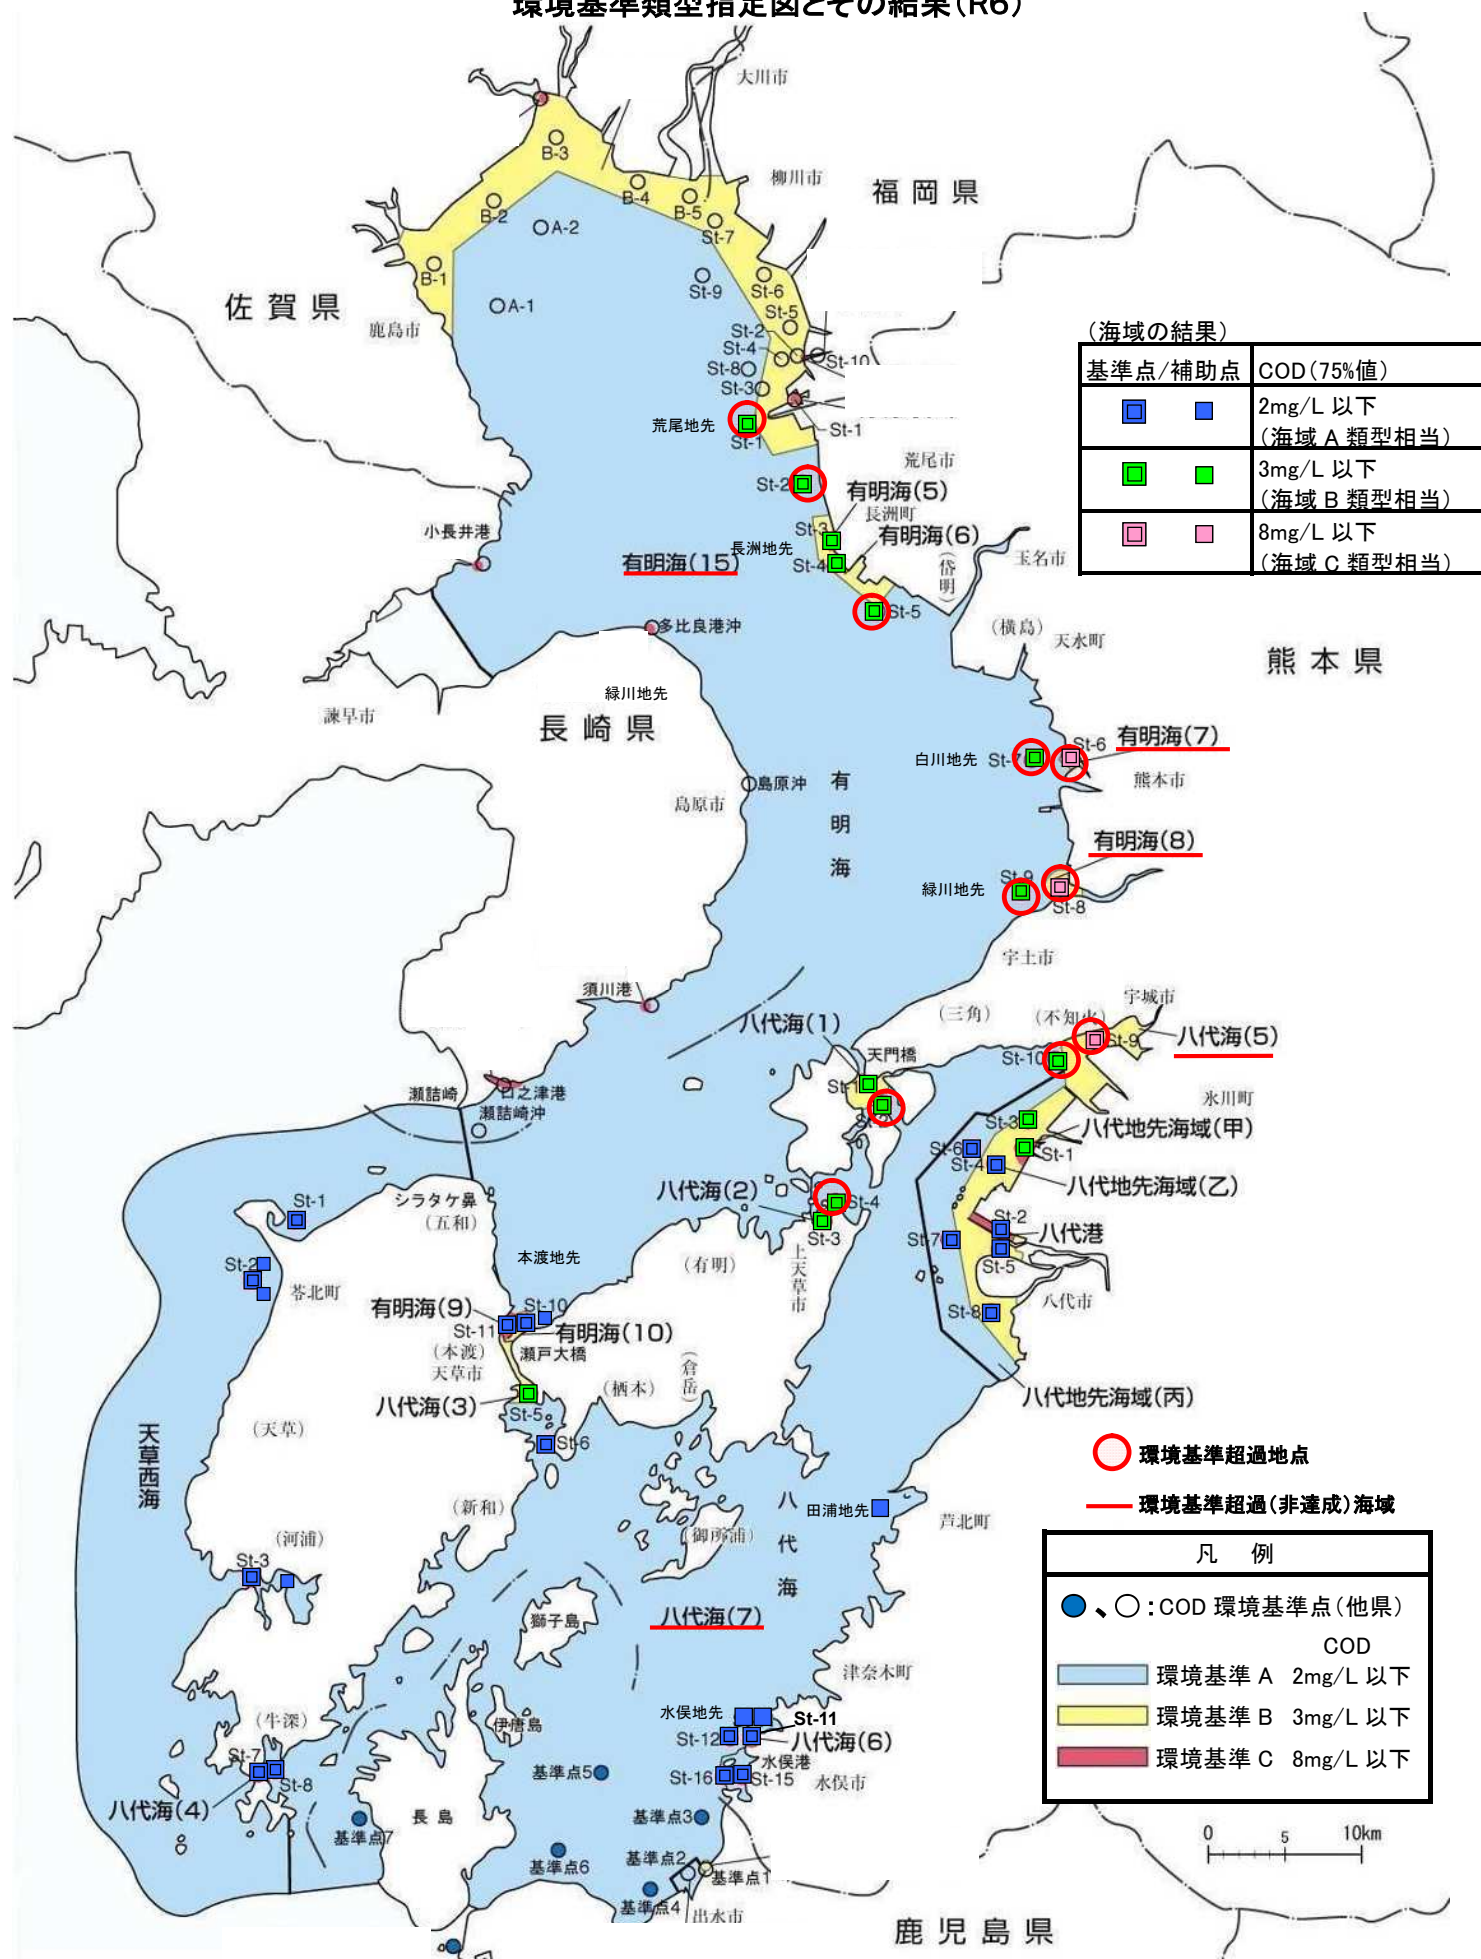 環境基準類型指定図とその結果(R6)
大川市
B-3
柳川市
福岡県
B-4
B-5
B-2
A-2
St-7
B-1
St-9
St-6
A-1
佐賀県
鹿島市
St-5
St-2
St-4
St-10
St-8
St-3
荒尾地先
St-1
St-1
荒尾市
(海域の結果)
基準点/補助点 COD(75%値)
2mg/L 以下
(海域 A 類型相当)
3mg/L 以下
(海域 B 類型相当)
8mg/L 以下
(海域 C 類型相当)
St-2
有明海(5)
長洲町
小長井港
St-3
有明海(6)
長洲地先
有明海(15)
St-4
(岱明)
玉名市
St-5
多比良港沖
(横島)
天水町
熊本県
緑川地先
諫早市
長崎県
有明海(7)
St-6
白川地先
St-7
熊本市
島原沖
島原市
有明海
有明海(8)
St-9
緑川地先
St-8
宇土市
須川港
宇城市
(三角)
(不知火)
八代海(1)
八代海(5)
St-9
天門橋
St-10
St-1
瀬詰崎
口之津港
瀬詰崎沖
氷川町
St-2
St-3
八代地先海域(甲)
St-6
St-1
St-4
八代地先海域(乙)
シラタケ鼻
(五和)
St-1
八代海(2)
St-4
St-3
St-2
八代港
St-7
St-5
本渡地先
(有明)
上天草市
St-2
苓北町
八代市
St-8
有明海(9)
St-10
St-11
有明海(10)
(本渡)
瀬戸大橋
天草市
(倉岳)
(栖本)
八代海(3)
St-5
八代地先海域(丙)
天草西海
(天草)
St-6
環境基準超過地点
環境基準超過(非達成)海域
(新和)
八代海
田浦地先
芦北町
(御所浦)
(河浦)
St-3
獅子島
八代海(7)
凡 例
、 :COD 環境基準点(他県)
COD
環境基準 A 2mg/L 以下
環境基準 B 3mg/L 以下
環境基準 C 8mg/L 以下
津奈木町
(牛深)
伊唐島
水俣地先
St-11
St-12
八代海(6)
水俣港
St-7
St-8
基準点5
St-16
St-15
水俣市
八代海(4)
長島
基準点7
基準点3
基準点6
基準点2
基準点1
基準点4
出水市
0 5 10km
鹿児島県